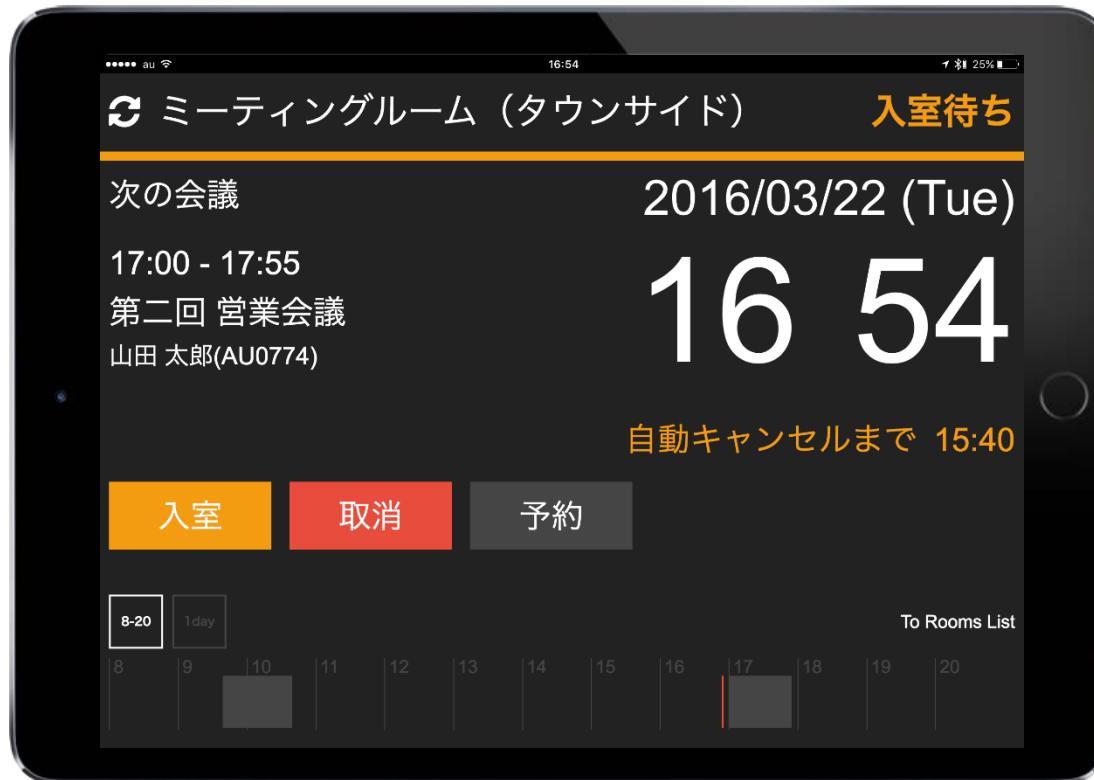 au 16:54 25%
ミーティングルーム（タウンサイド） 入室待ち
次の会議 2016/03/22 (Tue)
17:00 - 17:55
第二回 営業会議
山田 太郎(AU0774)
16 54
自動キャンセルまで 15:40
入室 取消 予約
8-20 1day To Rooms List
8 9 10 11 12 13 14 15 16 17 18 19 20